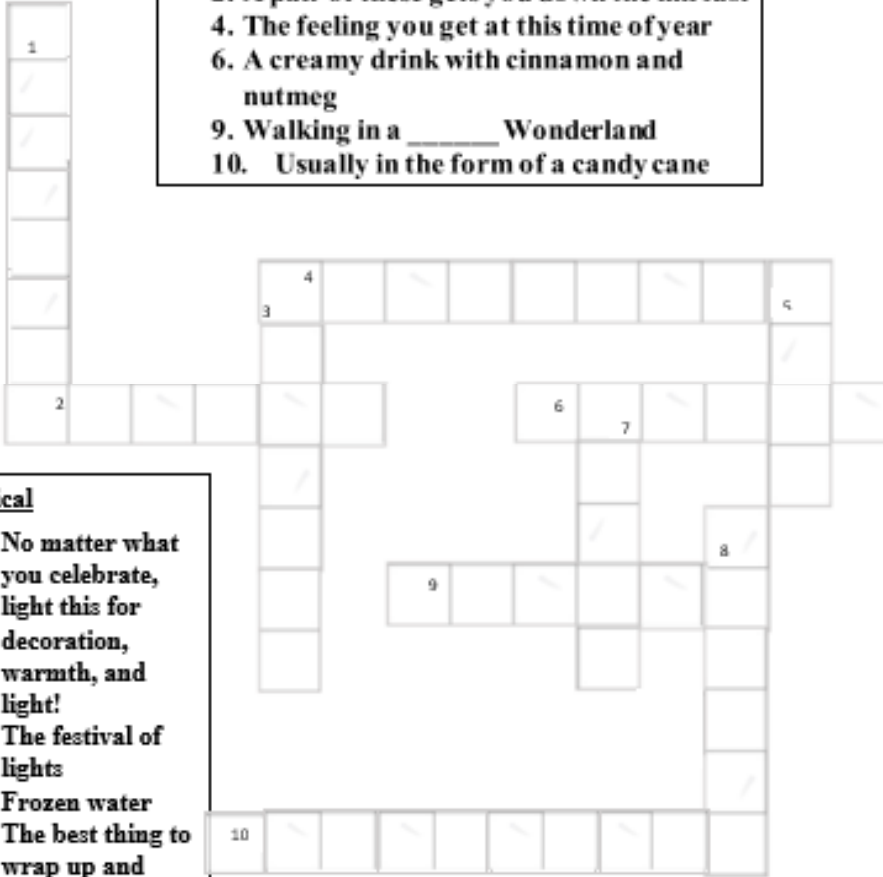 4. The feeling you get at this time of year
6. A creamy drink with cinnamon and
nutmeg
9. Walking in a ______ Wonderland
10. Usually in the form of a candy cane
1
4
3
5
2
6
7
ical
No matter what
you celebrate,
light this for
decoration,
warmth, and
light!
The festival of
lights
Frozen water
The best thing to
wrap up and
8
9
10